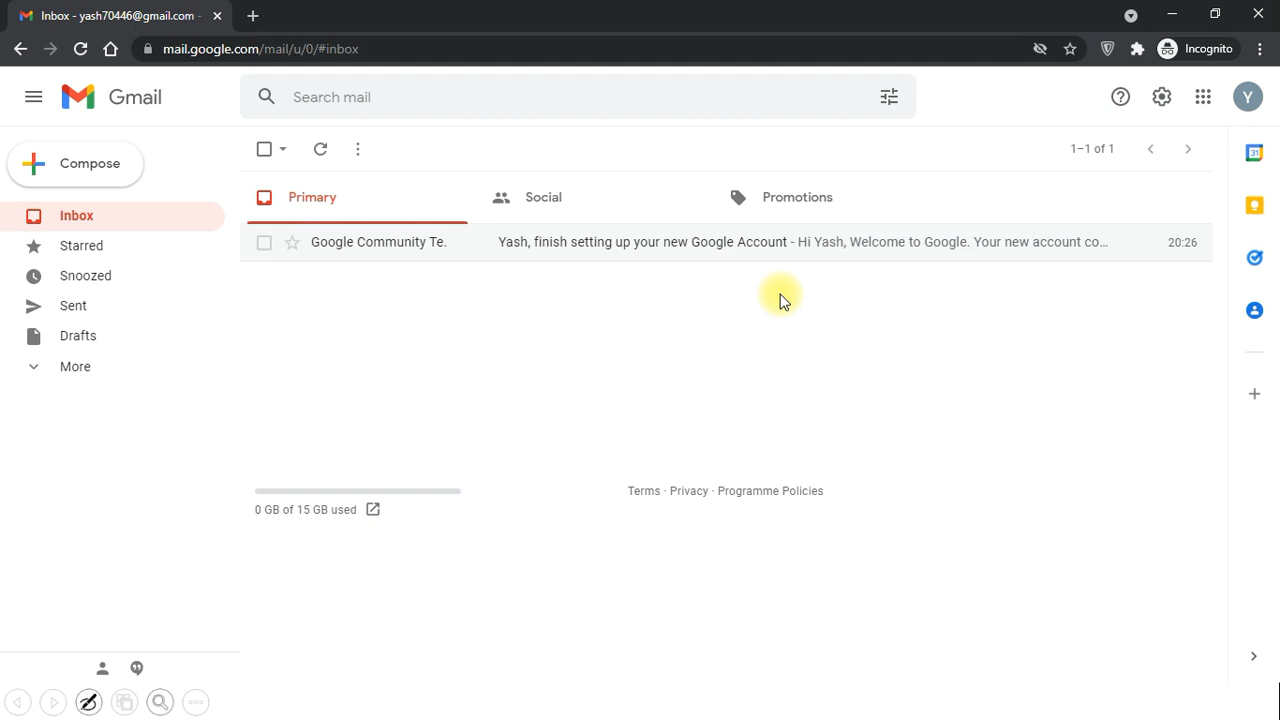 Inbox - yash70446@gmail.com -
mail.google.com/mail/u/0/#inbox
Incognito
Gmail
Search mail
Y
Compose
1–1 of 1
31
Primary
Social
Promotions
Inbox
Google Community Te.
Yash, finish setting up your new Google Account - Hi Yash, Welcome to Google. Your new account co...
20:26
Starred
Snoozed
Sent
Drafts
More
Terms · Privacy · Programme Policies
0 GB of 15 GB used